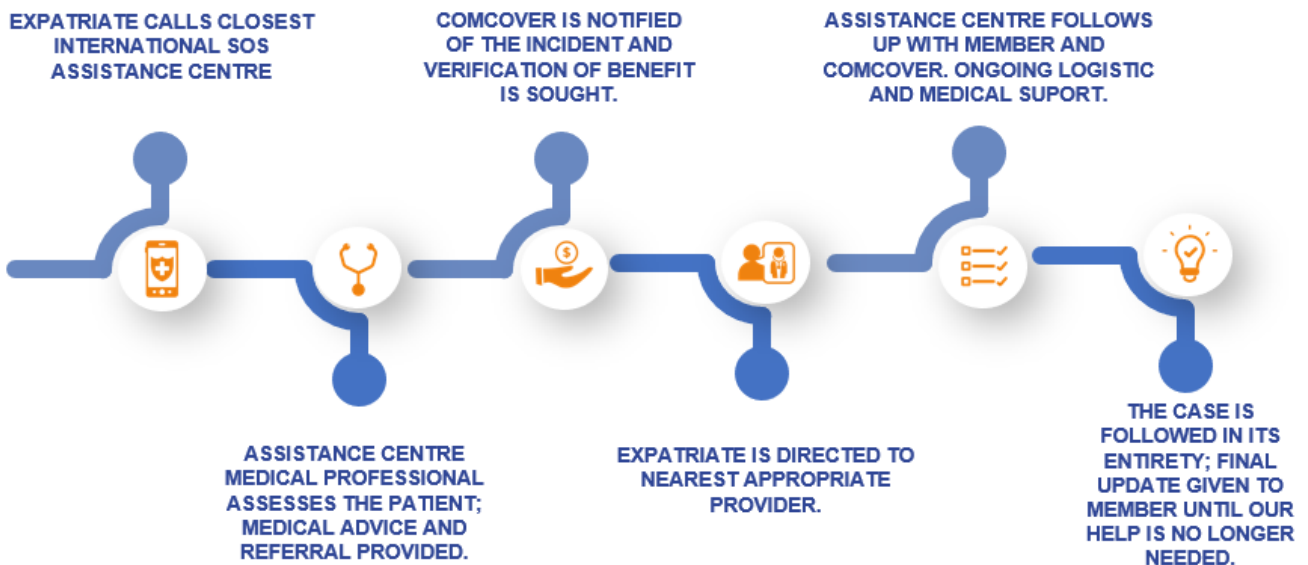 EXPATRIATE CALLS CLOSEST
INTERNATIONAL SOS
ASSISTANCE CENTRE
ASSISTANCE CENTRE
MEDICAL PROFESSIONAL
ASSESSES THE PATIENT;
MEDICAL ADVICE AND
REFERRAL PROVIDED.
COMCOVER IS NOTIFIED
OF THE INCIDENT AND
VERIFICATION OF BENEFIT
IS SOUGHT.
$
EXPATRIATE IS DIRECTED TO
NEAREST APPROPRIATE
PROVIDER.
ASSISTANCE CENTRE FOLLOWS
UP WITH MEMBER AND
COMCOVER. ONGOING LOGISTIC
AND MEDICAL SUPORT.
THE CASE IS
FOLLOWED IN ITS
ENTIRETY; FINAL
UPDATE GIVEN TO
MEMBER UNTIL OUR
HELP IS NO LONGER
NEEDED.